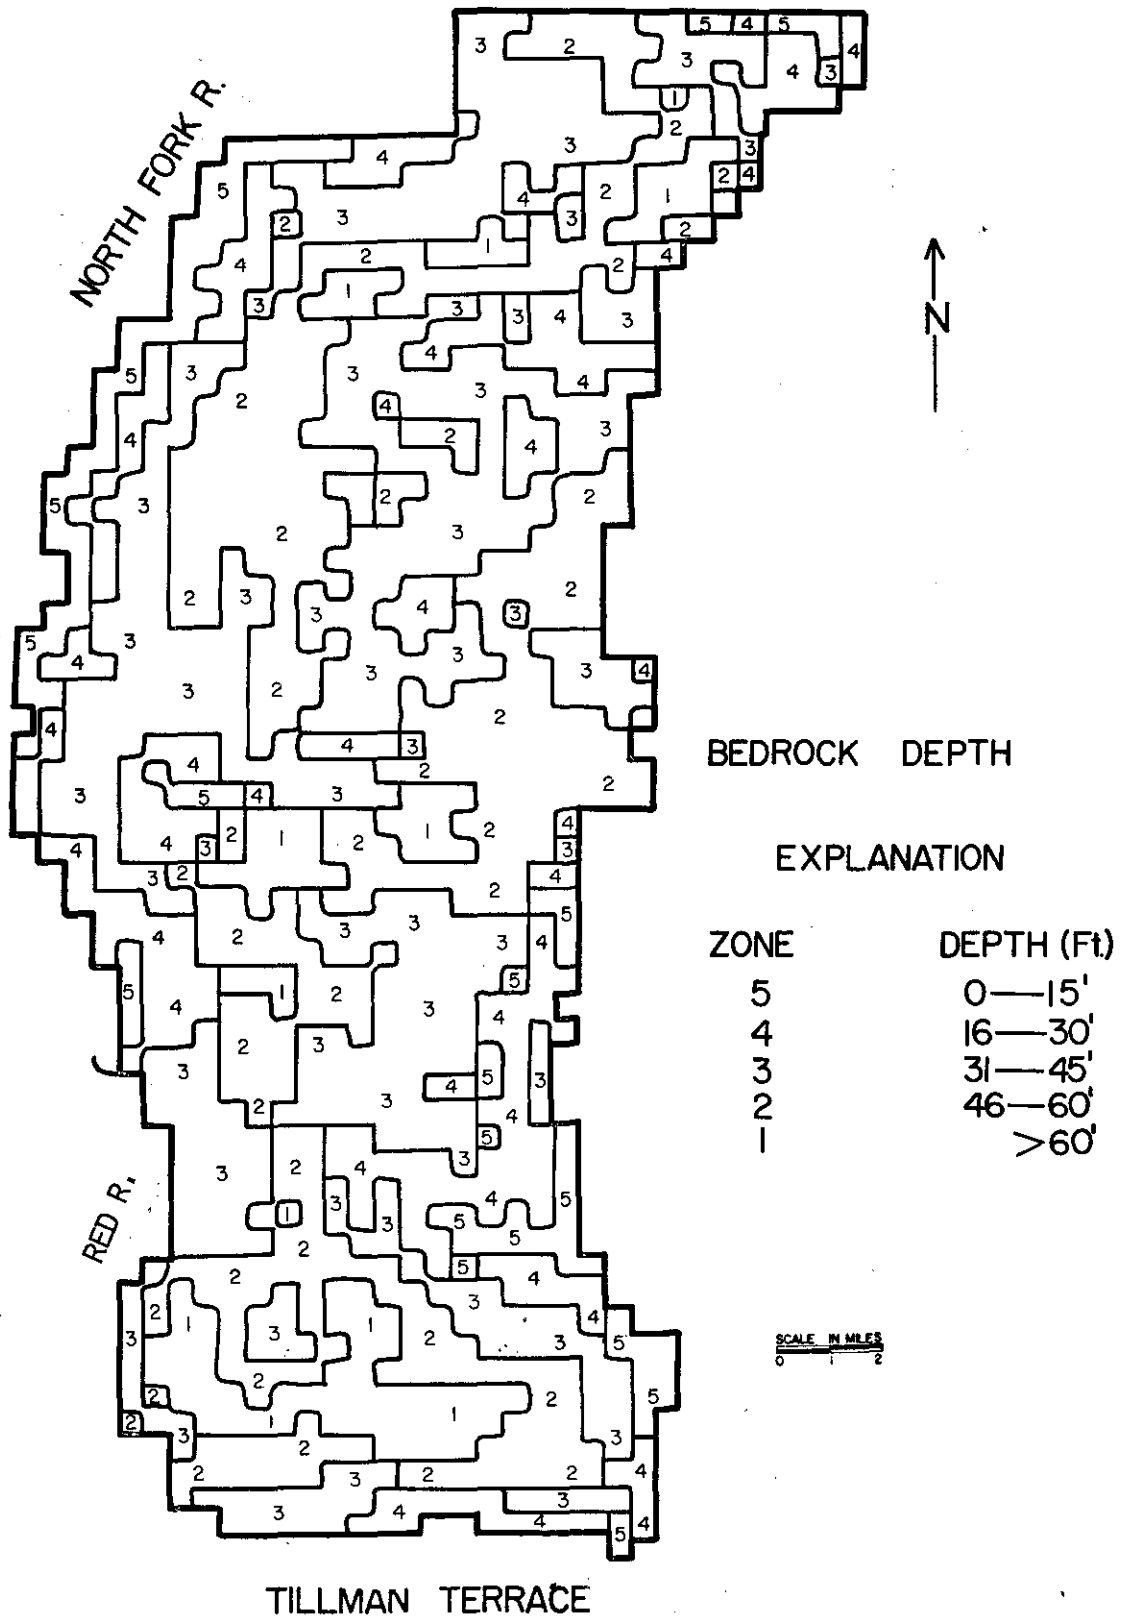 NORTH FORK R.
N
BEDROCK DEPTH
EXPLANATION
ZONE DEPTH (Ft.)
5 0—15'
4 16—30'
3 31—45'
2 46—60'
1 >60'
RED R.
SCALE IN MILES
0 1 2
TILLMAN TERRACE